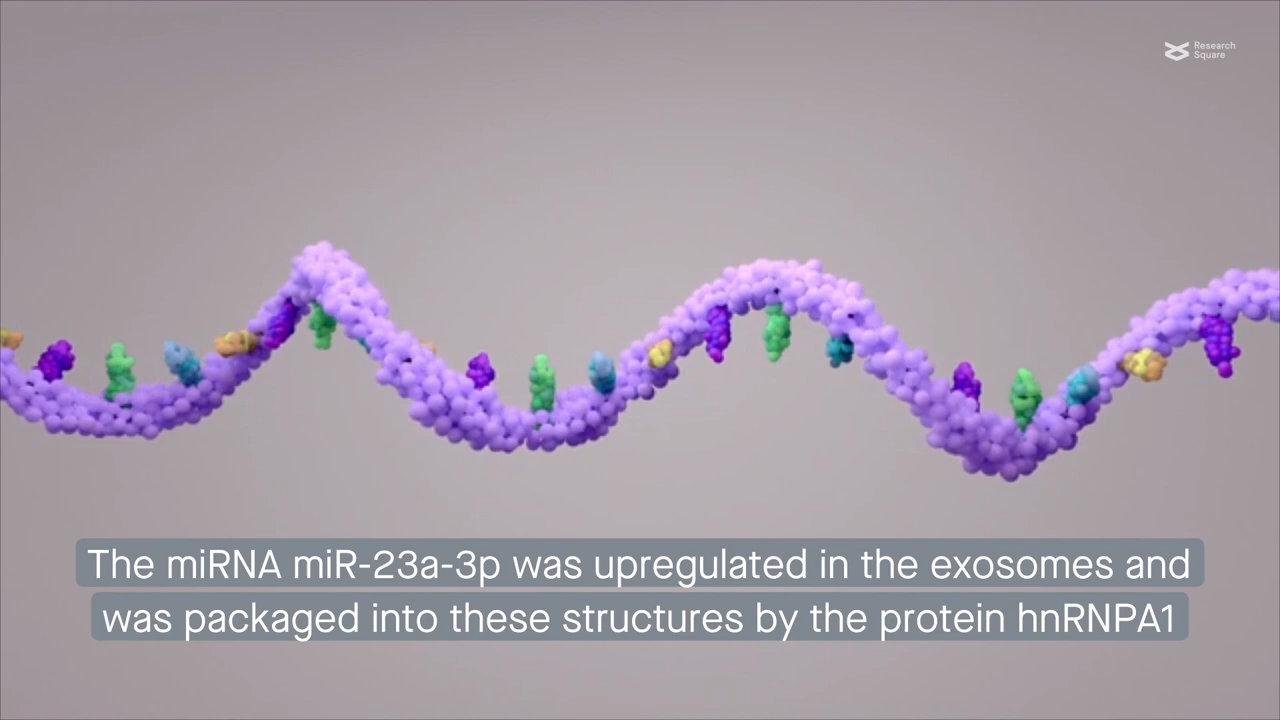 Research
Square
The miRNA miR-23a-3p was upregulated in the exosomes and
was packaged into these structures by the protein hnRNPA1